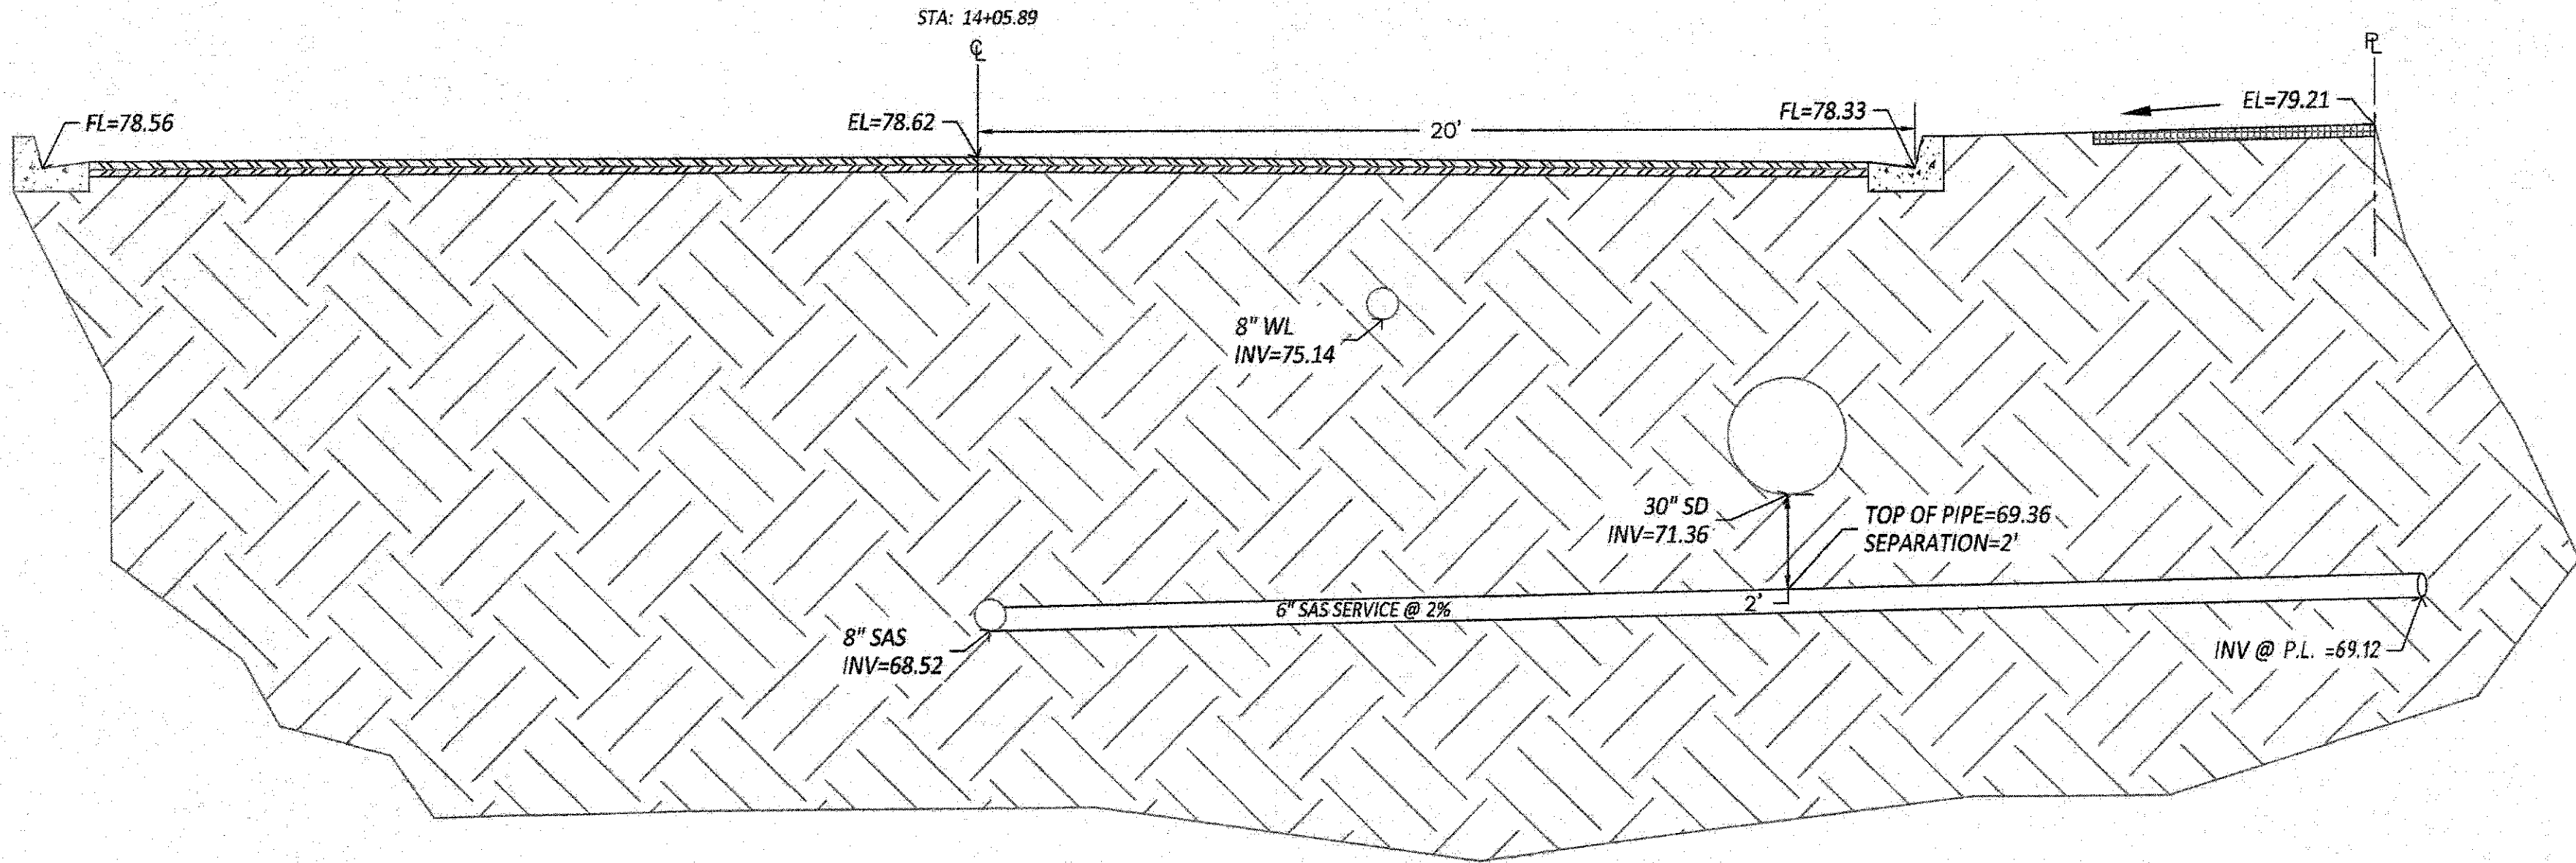 STA: 14+05.89
℄
PL
FL=78.56
EL=78.62
20'
FL=78.33
EL=79.21
8" WL
INV=75.14
30" SD
INV=71.36
TOP OF PIPE=69.36
SEPARATION=2'
6" SAS SERVICE @ 2%
2'
8" SAS
INV=68.52
INV @ P.L. =69.12